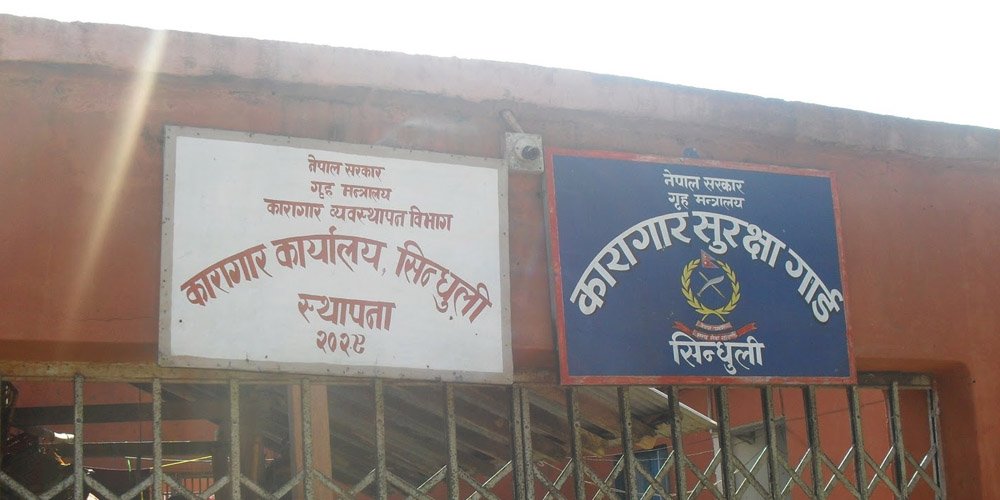 नेपाल सरकार
गृह मन्त्रालय
कारागार व्यवस्थापन विभाग
कारागार कार्यालय, सिन्धुली
स्थापना
२०२९
नेपाल सरकार
गृह मन्त्रालय
कारागार सुरक्षा गार्ड
सिन्धुली